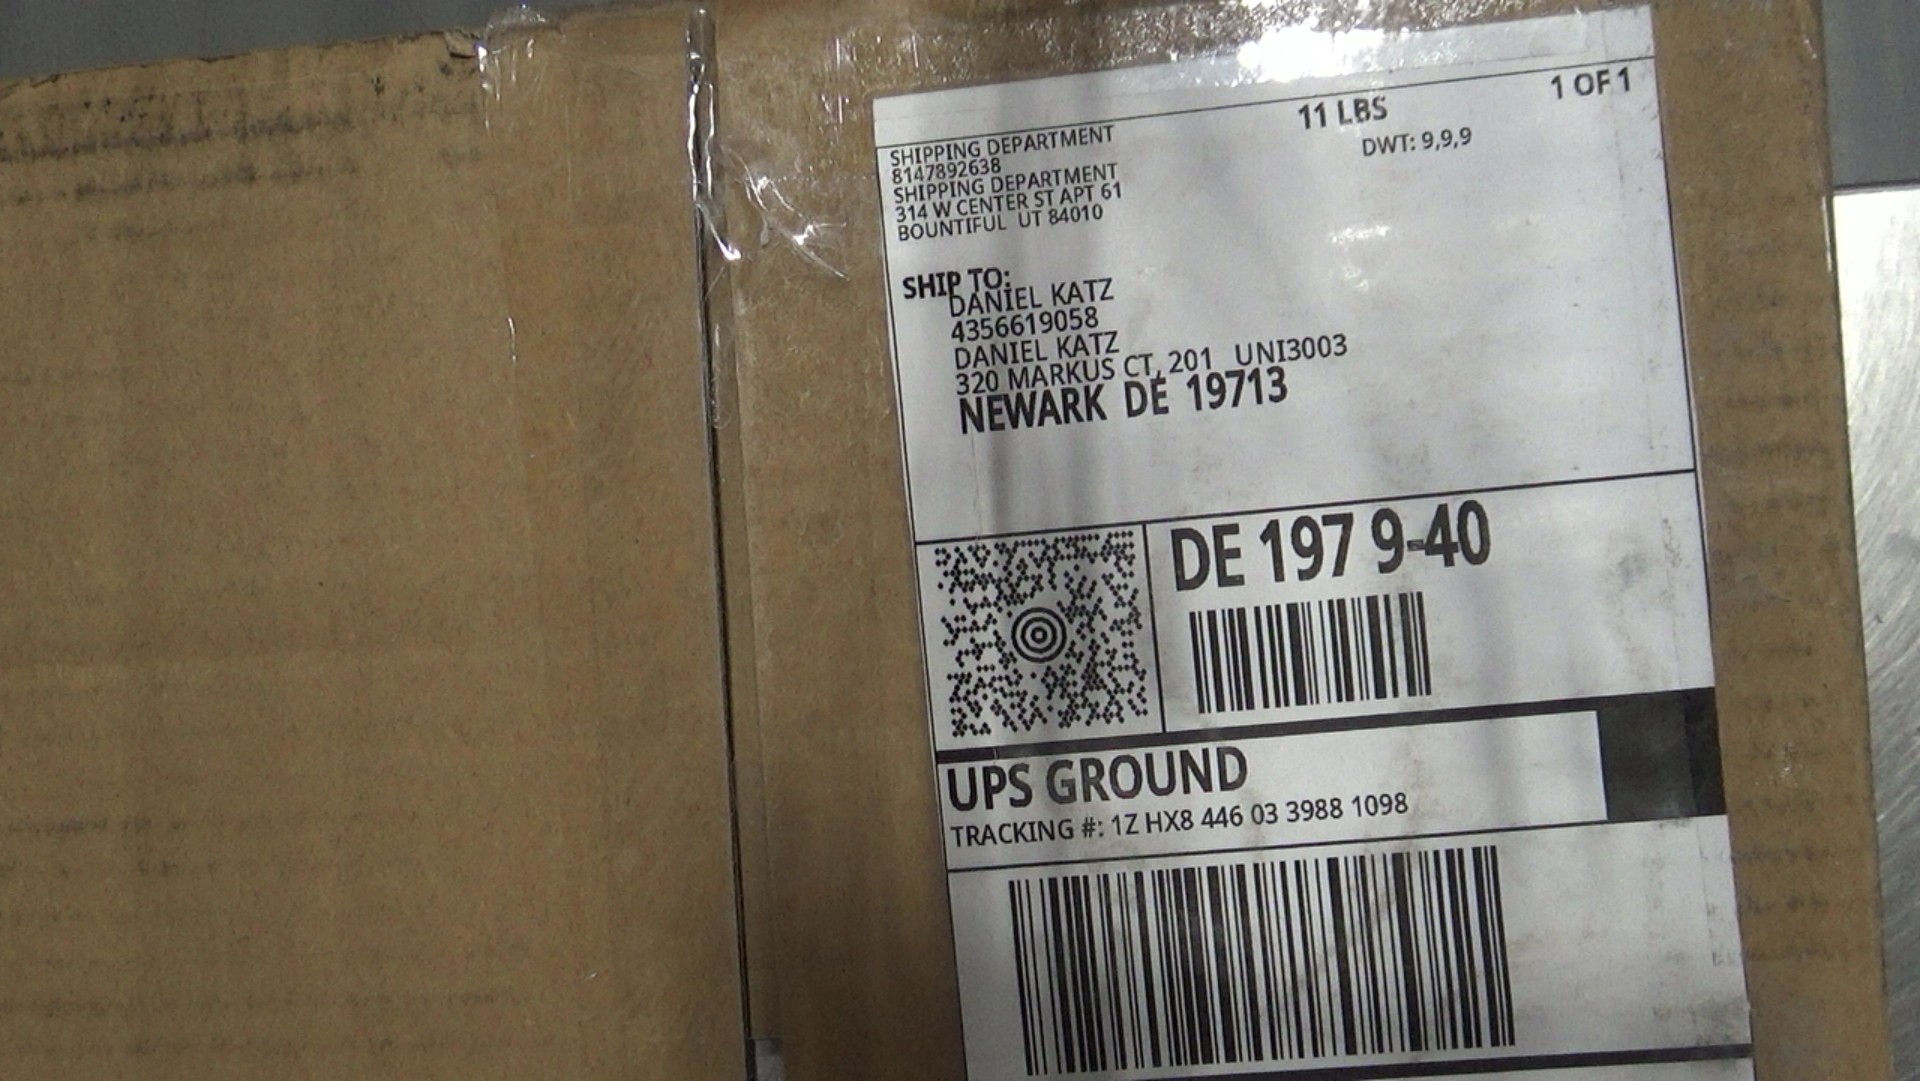 11 LBS
1 OF 1
DWT: 9,9,9
SHIPPING DEPARTMENT
8147892638
SHIPPING DEPARTMENT
314 W CENTER ST APT 61
BOUNTIFUL UT 84010
SHIP TO:
DANIEL KATZ
4356619058
DANIEL KATZ
320 MARKUS CT, 201 UNI3003
NEWARK DE 19713
DE 197 9-40
UPS GROUND
TRACKING #: 1Z HX8 446 03 3988 1098